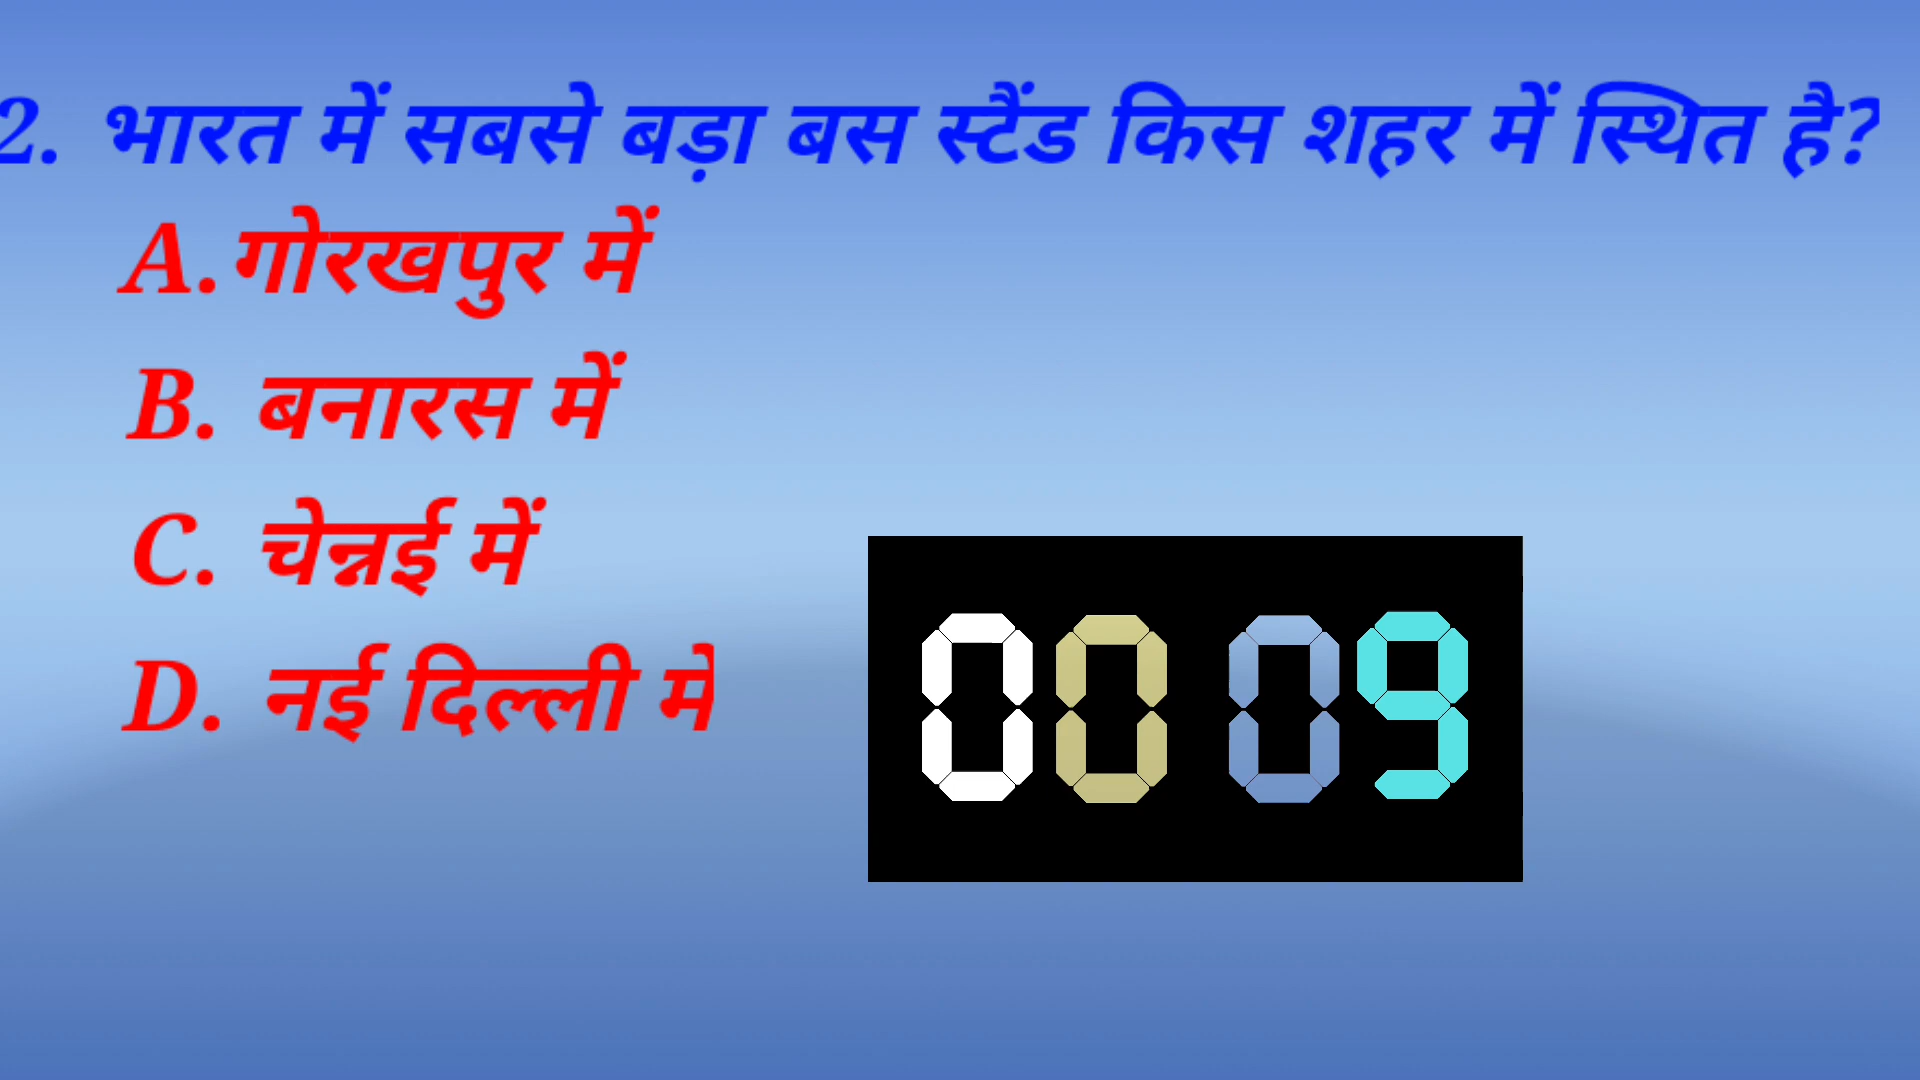 2. भारत में सबसे बड़ा बस स्टैंड किस शहर में स्थित है?
A.गोरखपुर में
B. बनारस में
C. चेन्नई में
D. नई दिल्ली में
00 09